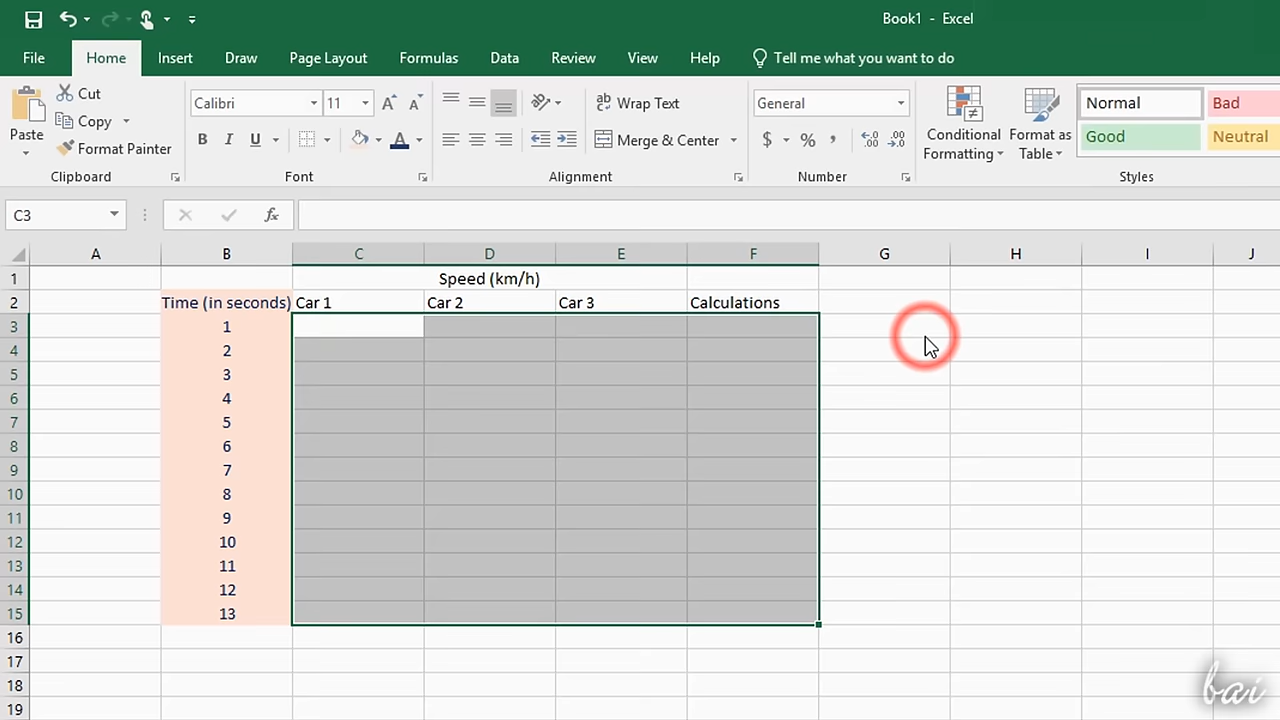 Book1 - Excel
File Home Insert Draw Page Layout Formulas Data Review View Help Tell me what you want to do
Paste
Cut
Copy
Format Painter
Clipboard
Calibri 11
B I U A
Font
Wrap Text
Merge & Center
Alignment
General
$ % ,
Number
Conditional Formatting
Format as Table
Normal Bad
Good Neutral
Styles
C3 fx
A B C D E F G H I J
1 Speed (km/h)
2 Time (in seconds) Car 1 Car 2 Car 3 Calculations
3 1
4 2
5 3
6 4
7 5
8 6
9 7
10 8
11 9
12 10
13 11
14 12
15 13
16
17
18
19
bai